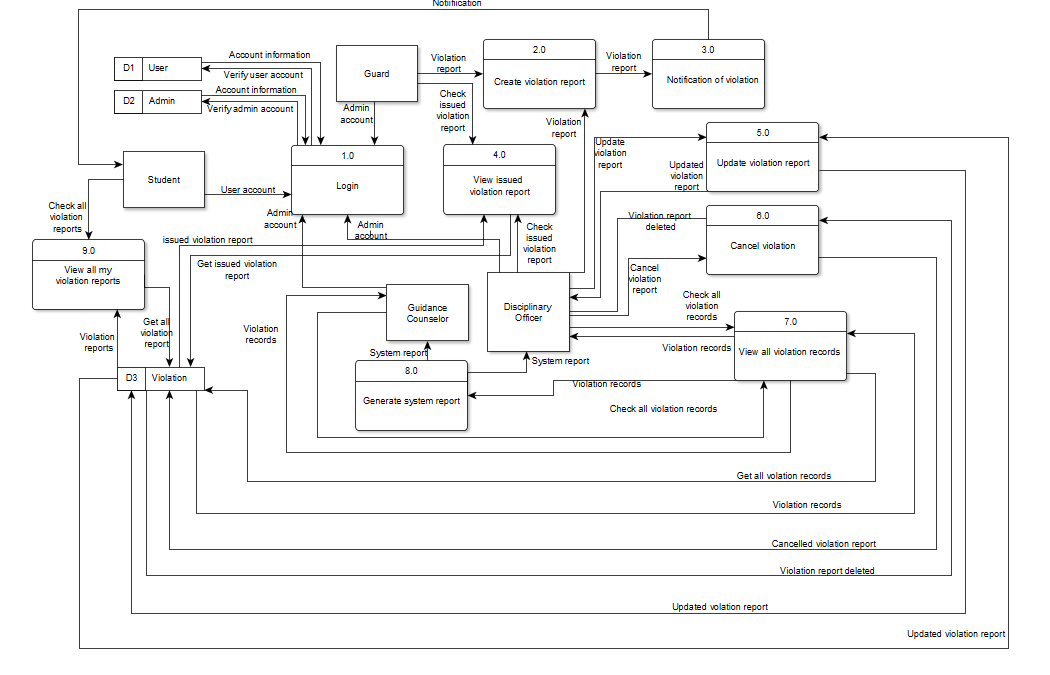 Notiification
D1 User
Account information
Verify user account
D2 Admin
Account information
Verify admin account
Guard
Violation
report
2.0
Create violation report
Violation
report
3.0
Notification of violation
Check
issued
violation
report
Admin
account
Violation
report
1.0
Login
4.0
View issued
violation report
Update
violation
report
5.0
Update violation report
Updated
violation
report
Student
User account
Check all
violation
reports
Admin
account
Admin
account
Check
issued
violation
report
Violation report
deleted
6.0
Cancel violation
9.0
View all my
violation reports
issued violation report
Get issued violation
report
Cancel
violation
report
Guidance
Counselor
Disciplinary
Officer
Check all
violation
records
7.0
View all violation records
Violation
reports
Get all
violation
report
Violation
records
Violation records
System report
System report
D3 Violation
8.0
Generate system report
Violation records
Check all violation records
Get all volation records
Violation records
Cancelled violation report
Violation report deleted
Updated volation report
Updated violation report